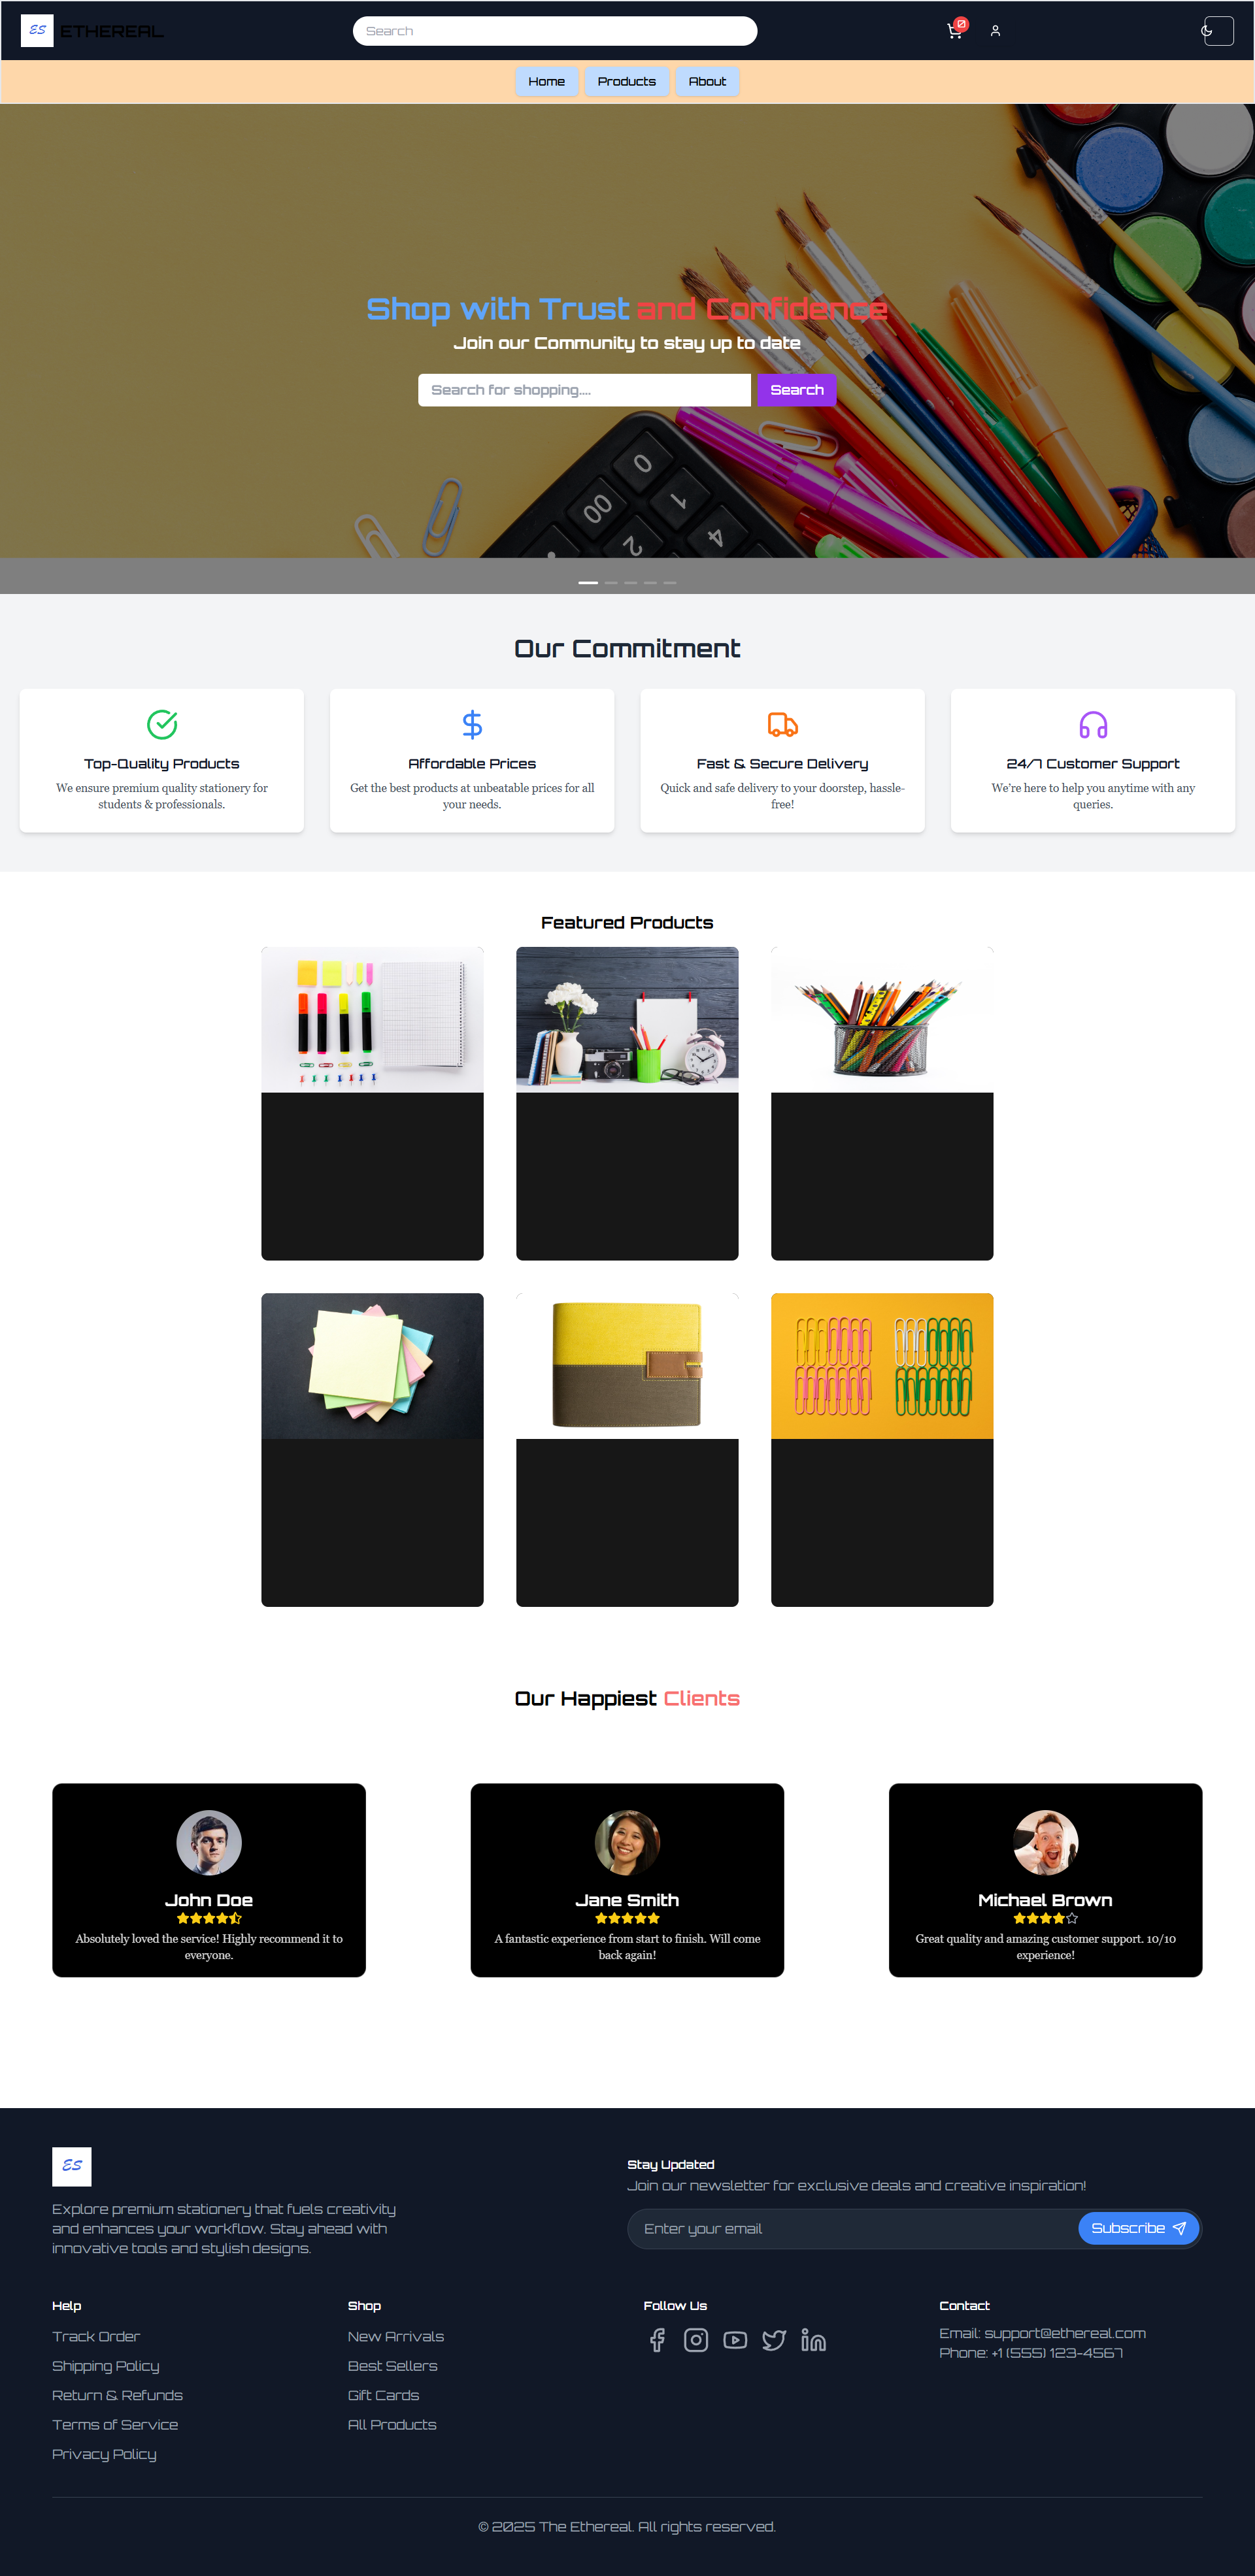 ES ETHEREAL
Search
0
Home
Products
About
Shop with Trust and Confidence
Join our Community to stay up to date
Search for shopping....
Search
0
00
1
2
4
Our Commitment
Top-Quality Products
We ensure premium quality stationery for
students & professionals.
Affordable Prices
Get the best products at unbeatable prices for all
your needs.
Fast & Secure Delivery
Quick and safe delivery to your doorstep, hassle-
free!
24/7 Customer Support
We're here to help you anytime with any
queries.
Featured Products
Our Happiest Clients
John Doe
Absolutely loved the service! Highly recommend it to
everyone.
Jane Smith
A fantastic experience from start to finish. Will come
back again!
Michael Brown
Great quality and amazing customer support. 10/10
experience!
ES
Explore premium stationery that fuels creativity
and enhances your workflow. Stay ahead with
innovative tools and stylish designs.
Stay Updated
Join our newsletter for exclusive deals and creative inspiration!
Enter your email
Subscribe
Help
Track Order
Shipping Policy
Return & Refunds
Terms of Service
Privacy Policy
Shop
New Arrivals
Best Sellers
Gift Cards
All Products
Follow Us
Contact
Email: support@ethereal.com
Phone: +1 (555) 123-4567
© 2025 The Ethereal. All rights reserved.